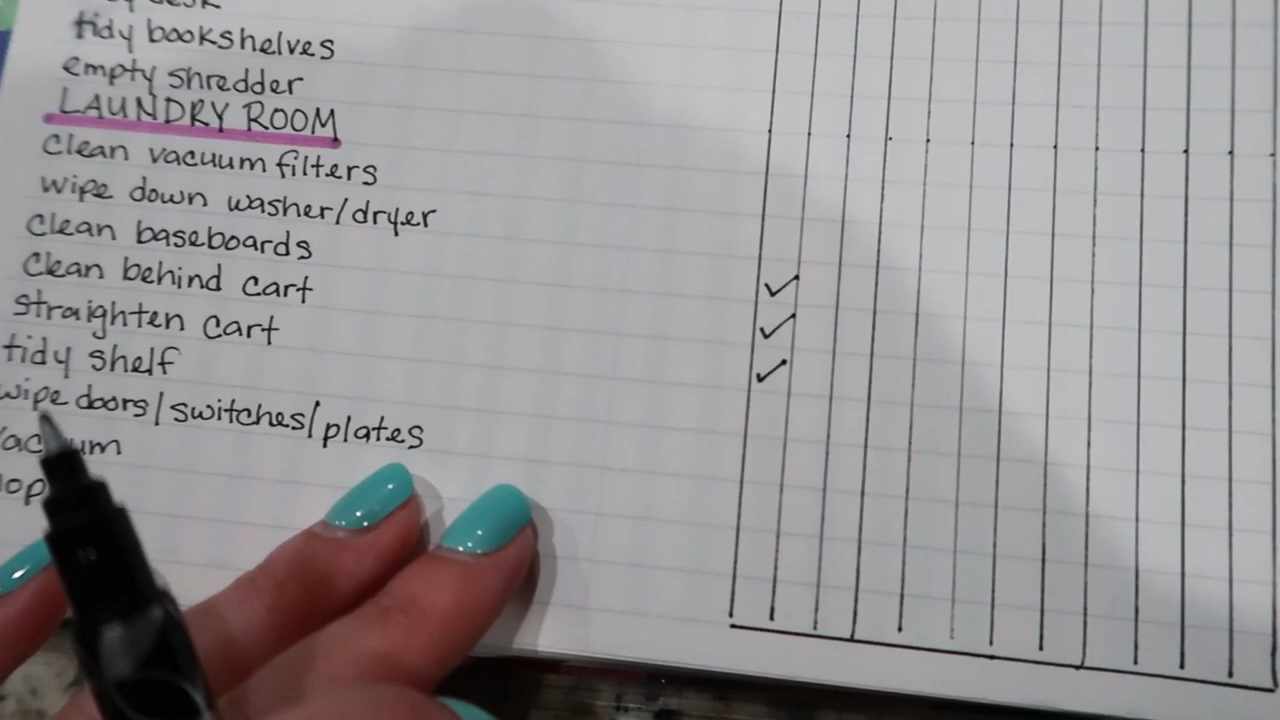 tidy bookshelves
empty shredder
LAUNDRY ROOM
clean vacuum filters
wipe down washer/dryer
clean baseboards
clean behind cart
straighten cart
tidy shelf
wipe doors/switches/plates